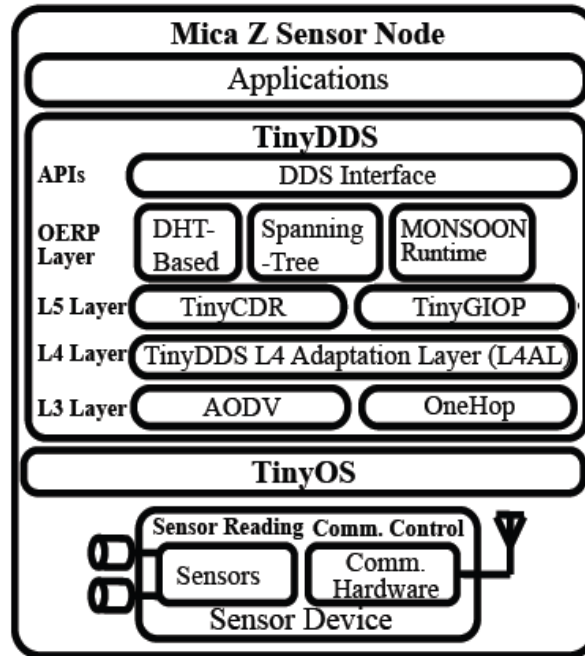 Mica Z Sensor Node
Applications
TinyDDS
APIs
DDS Interface
OERP
Layer
DHT-
Based
Spanning
-Tree
MONSOON
Runtime
L5 Layer
TinyCDR
TinyGIOP
L4 Layer
TinyDDS L4 Adaptation Layer (L4AL)
L3 Layer
AODV
OneHop
TinyOS
Sensor Reading
Comm. Control
Sensors
Comm.
Hardware
Sensor Device